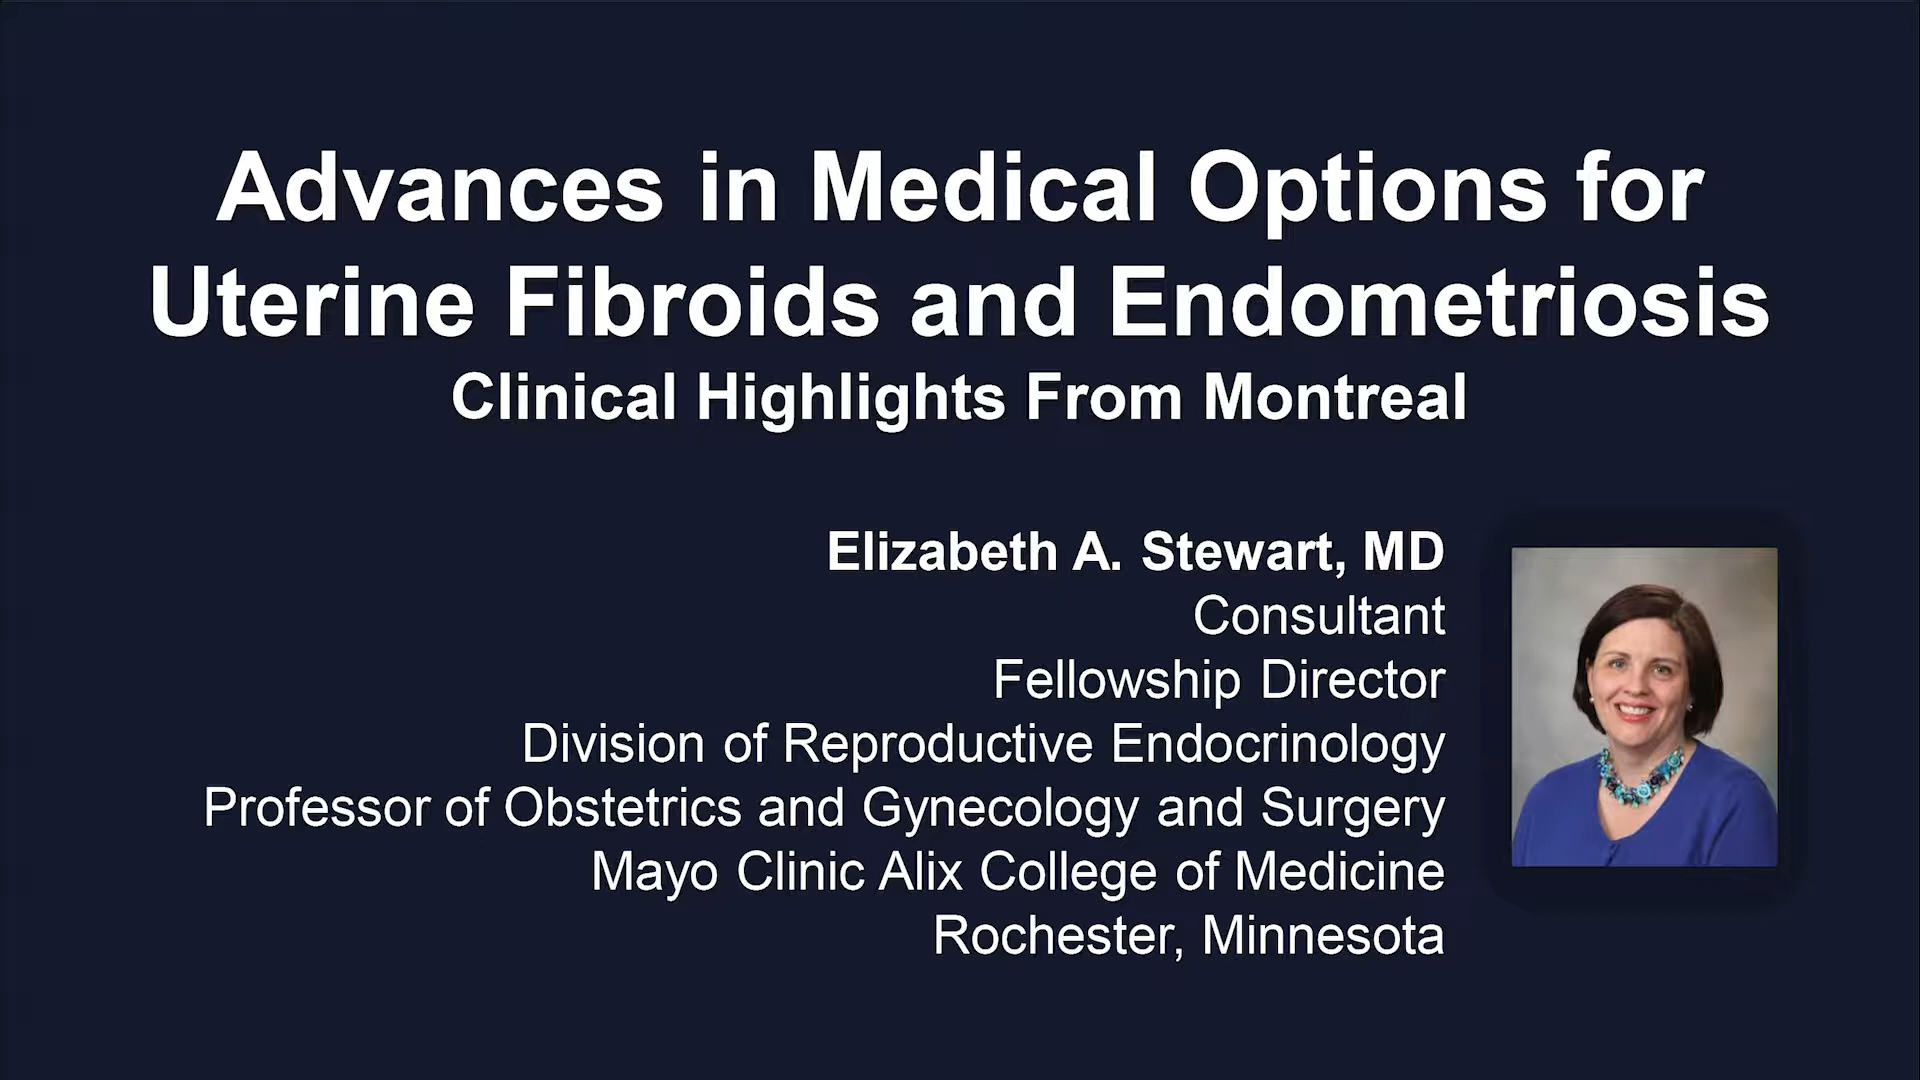 Advances in Medical Options for
Uterine Fibroids and Endometriosis
Clinical Highlights From Montreal
Elizabeth A. Stewart, MD
Consultant
Fellowship Director
Division of Reproductive Endocrinology
Professor of Obstetrics and Gynecology and Surgery
Mayo Clinic Alix College of Medicine
Rochester, Minnesota